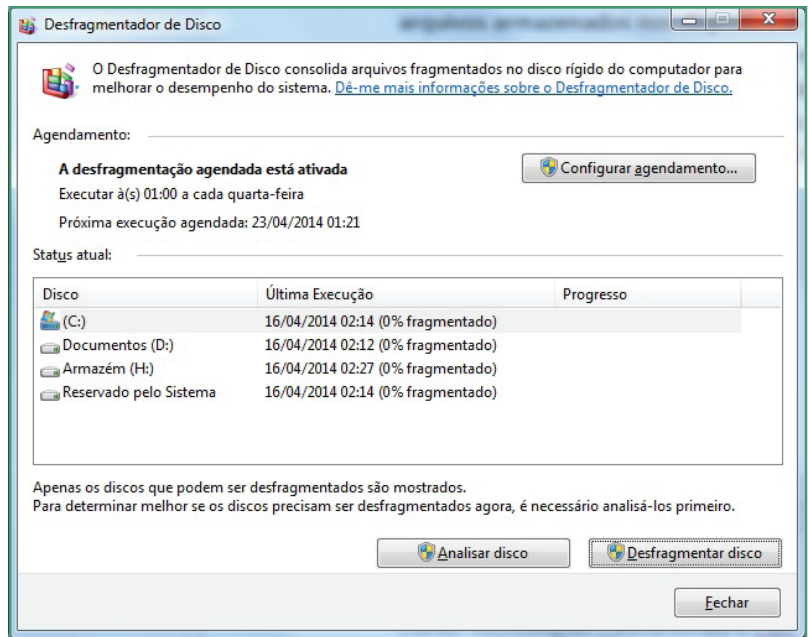 Desfragmentador de Disco
O Desfragmentador de Disco consolida arquivos fragmentados no disco rígido do computador para
melhorar o desempenho do sistema. Dê-me mais informações sobre o Desfragmentador de Disco.
Agendamento:
A desfragmentação agendada está ativada
Configurar agendamento...
Executar à(s) 01:00 a cada quarta-feira
Próxima execução agendada: 23/04/2014 01:21
Status atual:
Disco Última Execução Progresso
(C:) 16/04/2014 02:14 (0% fragmentado)
Documentos (D:) 16/04/2014 02:12 (0% fragmentado)
Armazém (H:) 16/04/2014 02:27 (0% fragmentado)
Reservado pelo Sistema 16/04/2014 02:14 (0% fragmentado)
Apenas os discos que podem ser desfragmentados são mostrados.
Para determinar melhor se os discos precisam ser desfragmentados agora, é necessário analisá-los primeiro.
Analisar disco Desfragmentar disco
Fechar